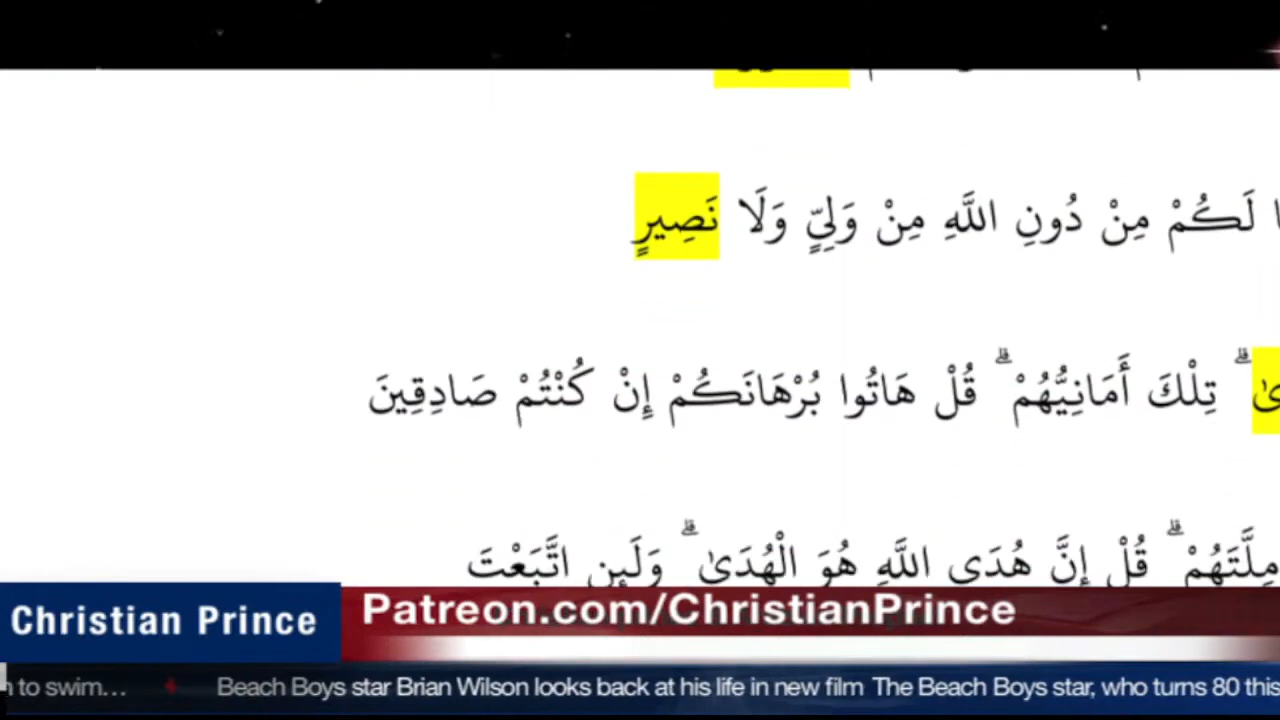 لَكُمْ مِنْ دُونِ اللَّهِ مِنْ وَلِيٍّ وَلَا نَصِيرٍ
تِلْكَ أَمَانِيُّهُمْ ۗ قُلْ هَاتُوا بُرْهَانَكُمْ إِنْ كُنْتُمْ صَادِقِينَ
مِلَّتَهُمْ ۗ قُلْ إِنَّ هُدَى اللَّهِ هُوَ الْهُدَىٰ ۗ وَلَئِنِ اتَّبَعْتَ
Christian Prince
Patreon.com/ChristianPrince
to swim... Beach Boys star Brian Wilson looks back at his life in new film The Beach Boys star, who turns 80 this